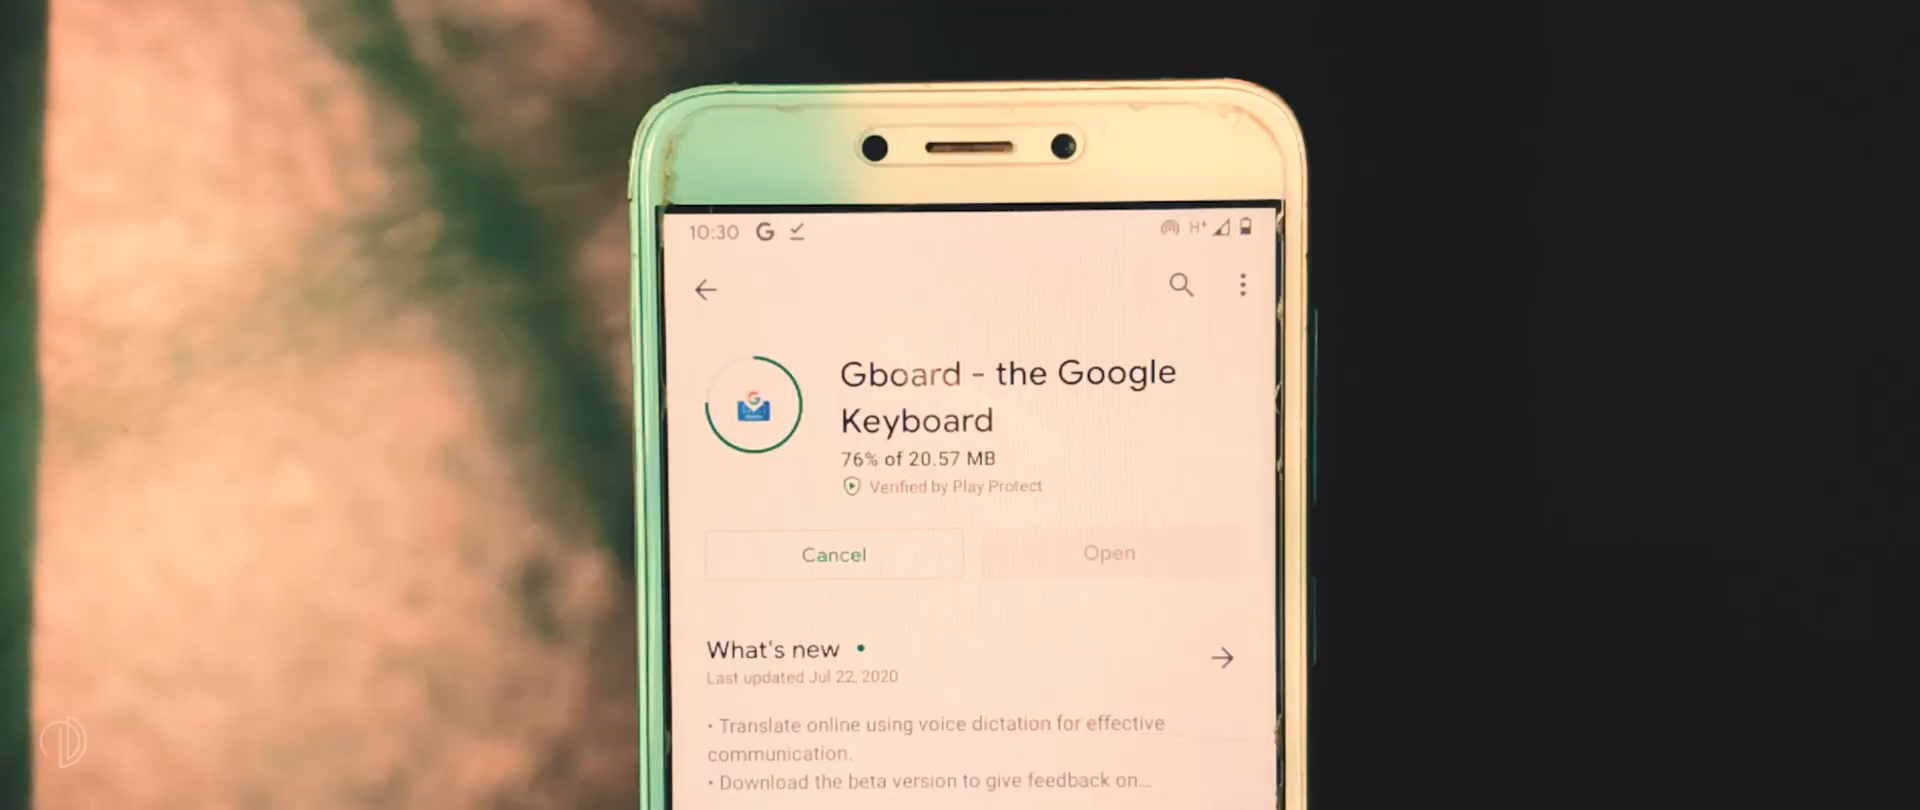 10:30 G H+
Gboard - the Google
Keyboard
76% of 20.57 MB
Verified by Play Protect
Cancel Open
What's new •
Last updated Jul 22, 2020
• Translate online using voice dictation for effective
communication.
• Download the beta version to give feedback on...